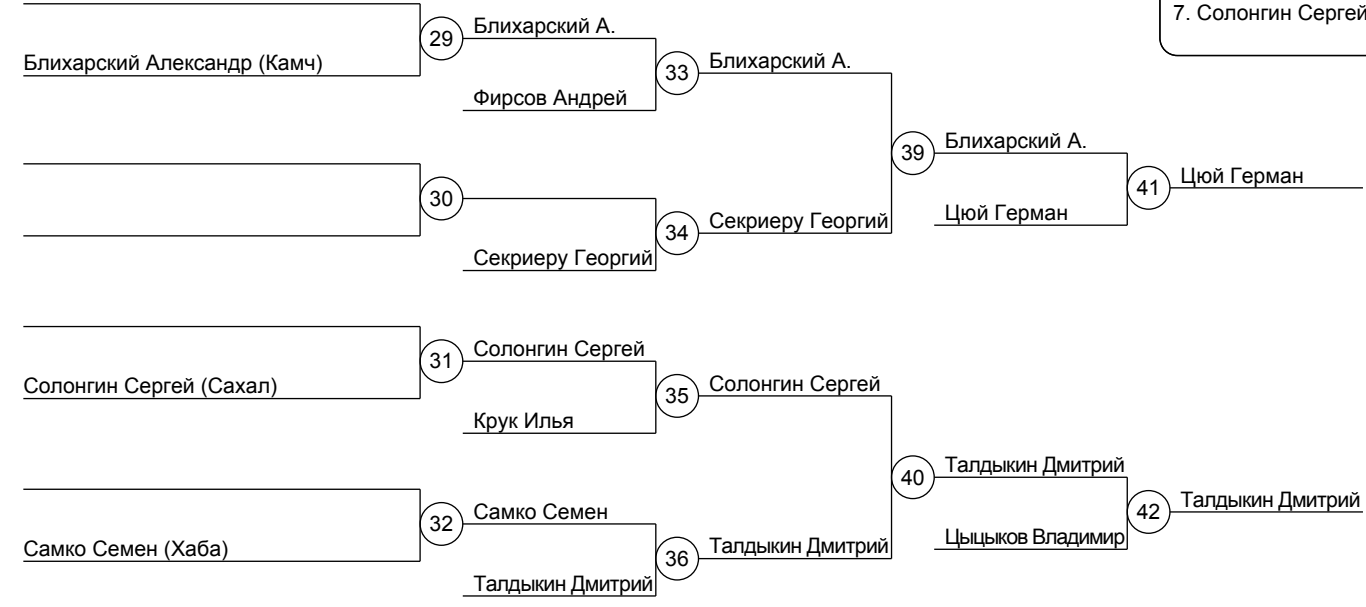 7. Солонгин Сергей
29
Блихарский А.
Блихарский Александр (Камч)
33
Блихарский А.
Фирсов Андрей
39
Блихарский А.
30
41
Цюй Герман
34
Секриеру Георгий
Цюй Герман
Секриеру Георгий
31
Солонгин Сергей
Солонгин Сергей (Сахал)
35
Солонгин Сергей
Крук Илья
40
Талдыкин Дмитрий
32
Самко Семен
42
Талдыкин Дмитрий
Самко Семен (Хаба)
36
Талдыкин Дмитрий
Цыцыков Владимир
Талдыкин Дмитрий